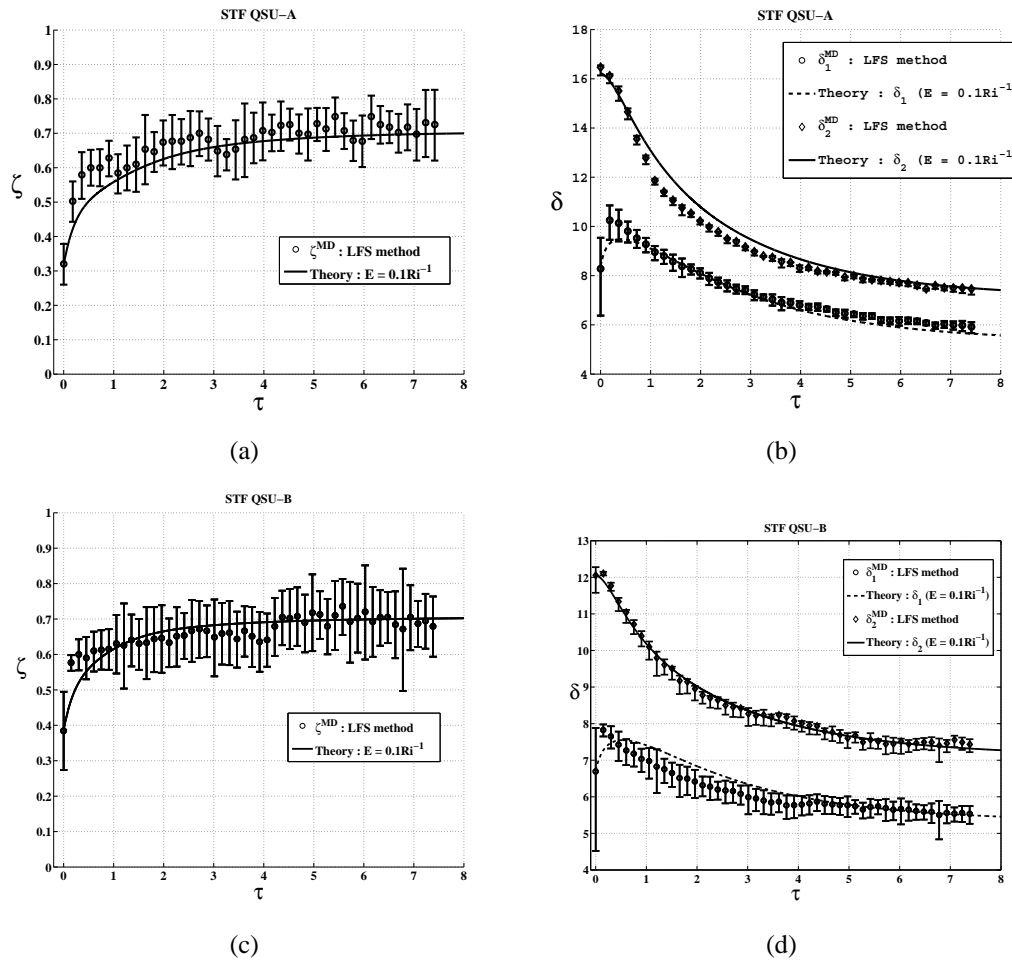 STF QSU−A
1
0.9
0.8
0.7
0.6
0.5
0.4
0.3
0.2
0.1
0
ζ
ζ^MD : LFS method
Theory : E = 0.1Ri^−1
0 1 2 3 4 5 6 7 8
τ
(a)
STF QSU−A
18
16
14
12
10
8
6
4
δ
δ_1^MD : LFS method
Theory : δ_1 (E = 0.1Ri^−1
δ_2^MD : LFS method
Theory : δ_2 (E = 0.1Ri^−1
0 1 2 3 4 5 6 7 8
τ
(b)
STF QSU−B
1
0.9
0.8
0.7
0.6
0.5
0.4
0.3
0.2
0.1
0
ζ
ζ^MD : LFS method
Theory : E = 0.1Ri^−1
0 1 2 3 4 5 6 7 8
τ
(c)
STF QSU−B
13
12
11
10
9
8
7
6
5
4
δ
δ_1^MD : LFS method
Theory : δ_1 (E = 0.1Ri^−1)
δ_2^MD : LFS method
Theory : δ_2 (E = 0.1Ri^−1)
0 1 2 3 4 5 6 7 8
τ
(d)